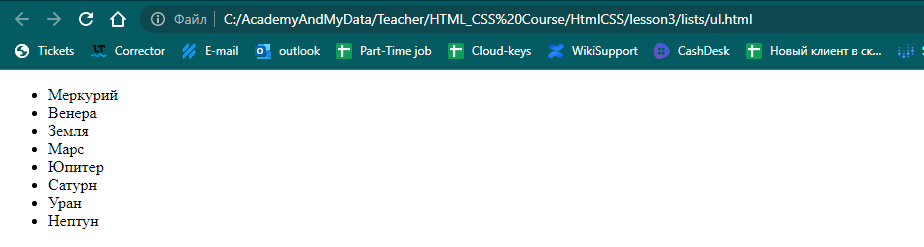 Файл C:/AcademyAndMyData/Teacher/HTML_CSS%20Course/HtmlCSS/lesson3/lists/ul.html
Tickets LT Corrector E-mail outlook Part-Time job Cloud-keys WikiSupport CashDesk Новый клиент в ск...
Меркурий
Венера
Земля
Марс
Юпитер
Сатурн
Уран
Нептун